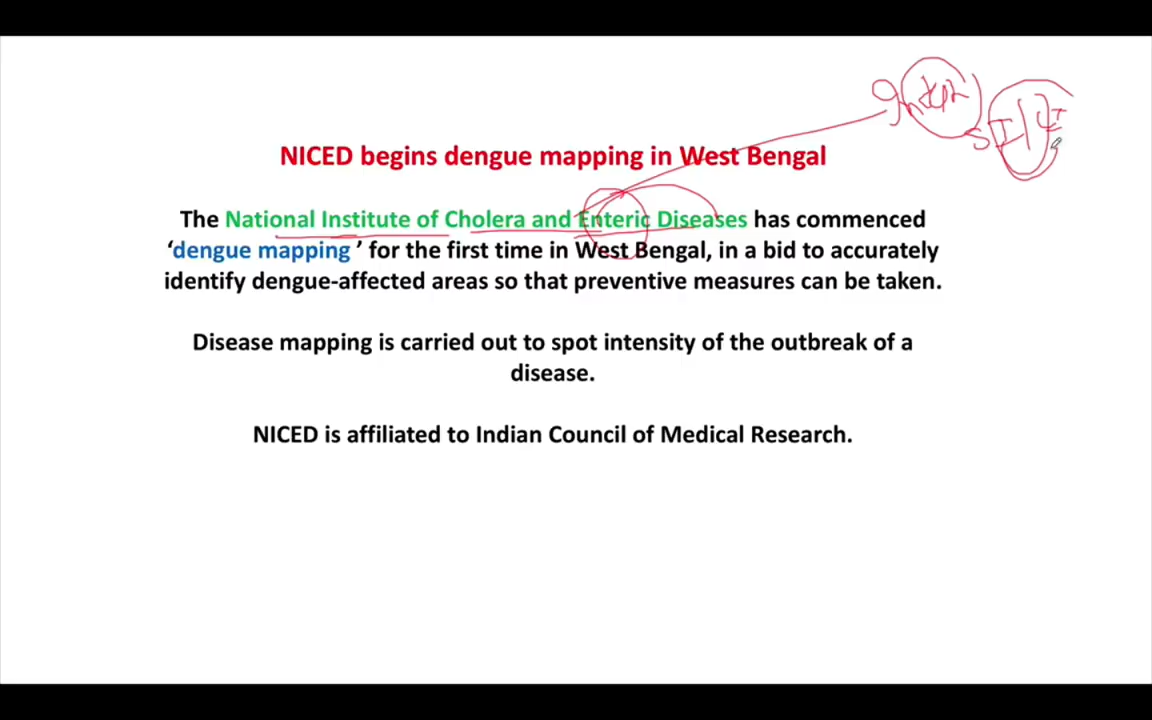 NICED begins dengue mapping in West Bengal
The National Institute of Cholera and Enteric Diseases has commenced
‘dengue mapping ’ for the first time in West Bengal, in a bid to accurately
identify dengue-affected areas so that preventive measures can be taken.
Disease mapping is carried out to spot intensity of the outbreak of a
disease.
NICED is affiliated to Indian Council of Medical Research.